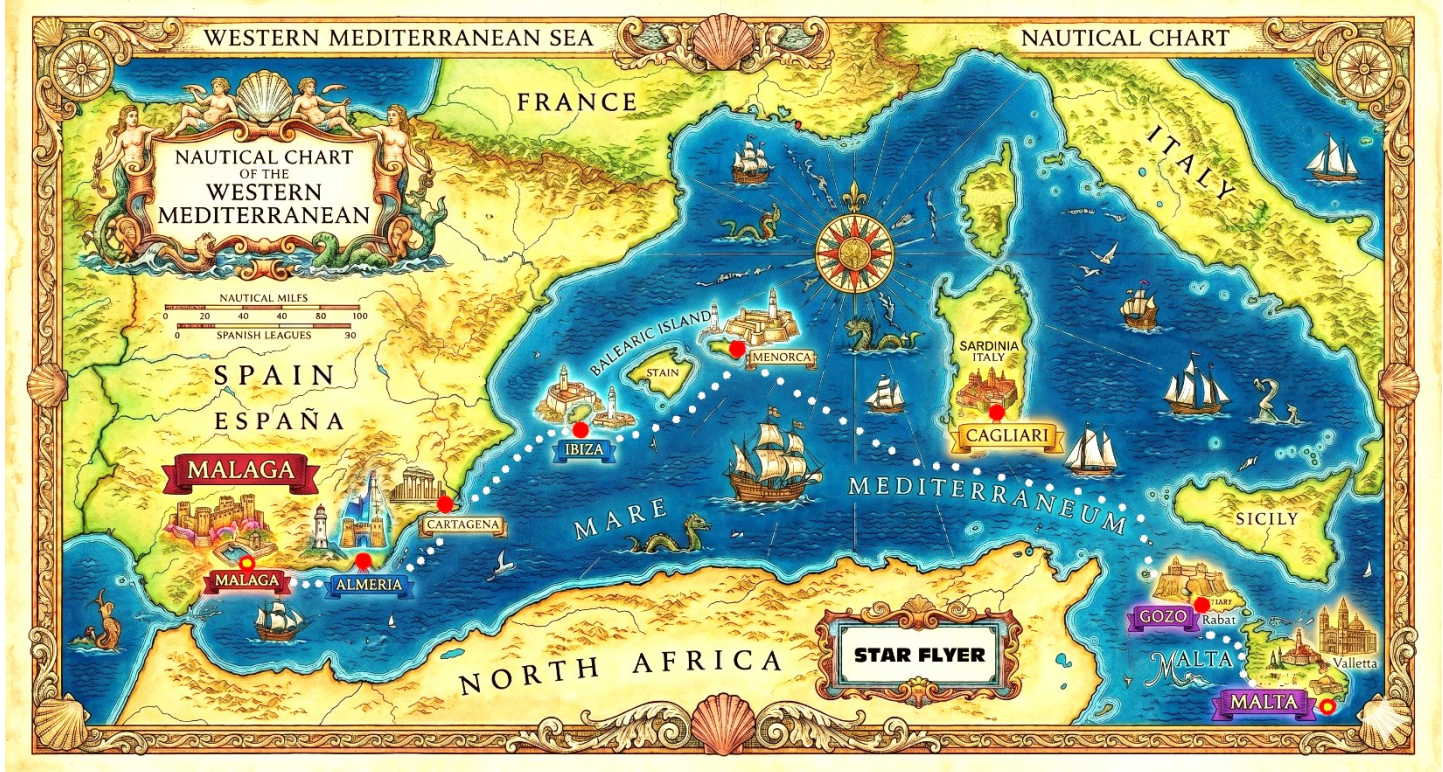 WESTERN MEDITERRANEAN SEA
NAUTICAL CHART
NAUTICAL CHART
OF THE
WESTERN
MEDITERRANEAN
FRANCE
ITALY
NAUTICAL MILES
0 20 40 60 80 100
0 SPANISH LEAGUES 30
SPAIN
ESPAÑA
BALEARIC ISLAND
MENORCA
STAIN
IBIZA
SARDINIA
ITALY
CAGLIARI
MALAGA
CARTAGENA
MALAGA
ALMERIA
MARE MEDITERRANEUM
SICILY
GOZO
Rabat
MALTA
Valletta
MALTA
NORTH AFRICA
STAR FLYER